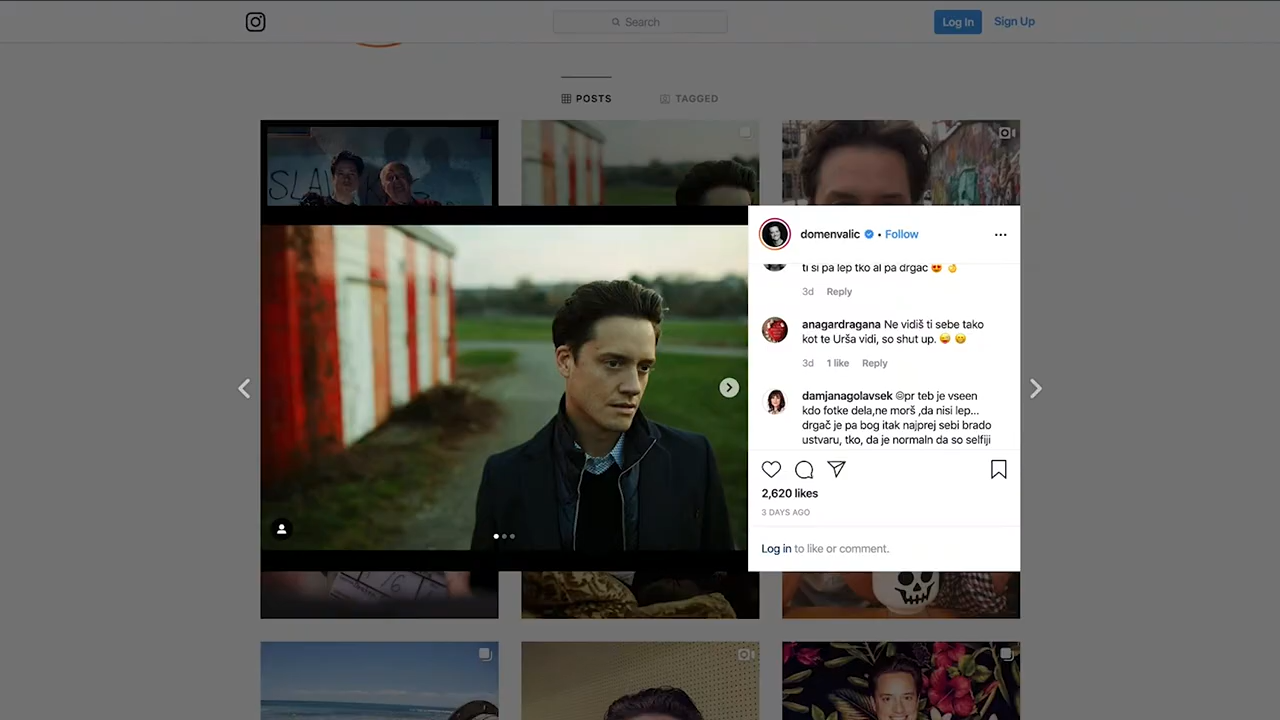 Search
Log In
Sign Up
POSTS
TAGGED
SLA
domenvalic • Follow
ti si pa lep tko al pa drgač 😍 👌
3d Reply
anagardragana Ne vidiš ti sebe tako
kot te Urša vidi, so shut up. 😜 😋
3d 1 like Reply
damjanagolavsek 😄pr teb je vseen
kdo fotke dela,ne morš ,da nisi lep...
drgač je pa bog itak najprej sebi brado
ustvaru, tko, da je normaln da so selfiji
2,620 likes
3 DAYS AGO
Log in to like or comment.
16